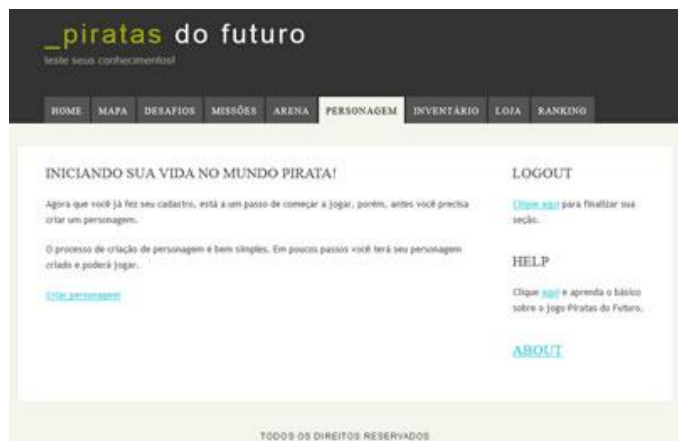 _piratas do futuro
teste seus conhecimentos!
HOME MAPA DESAFIOS MISSÕES ARENA PERSONAGEM INVENTÁRIO LOJA RANKING
INICIANDO SUA VIDA NO MUNDO PIRATA!
Agora que você já fez seu cadastro, está a um passo de começar a jogar, porém, antes você precisa
criar um personagem.
O processo de criação de personagem é bem simples. Em poucos passos você terá seu personagem
criado e poderá jogar.
Criar personagem
LOGOUT
Clique aqui para finalizar sua
seção.
HELP
Clique aqui e aprenda o básico
sobre o jogo Piratas do Futuro.
ABOUT
TODOS OS DIREITOS RESERVADOS